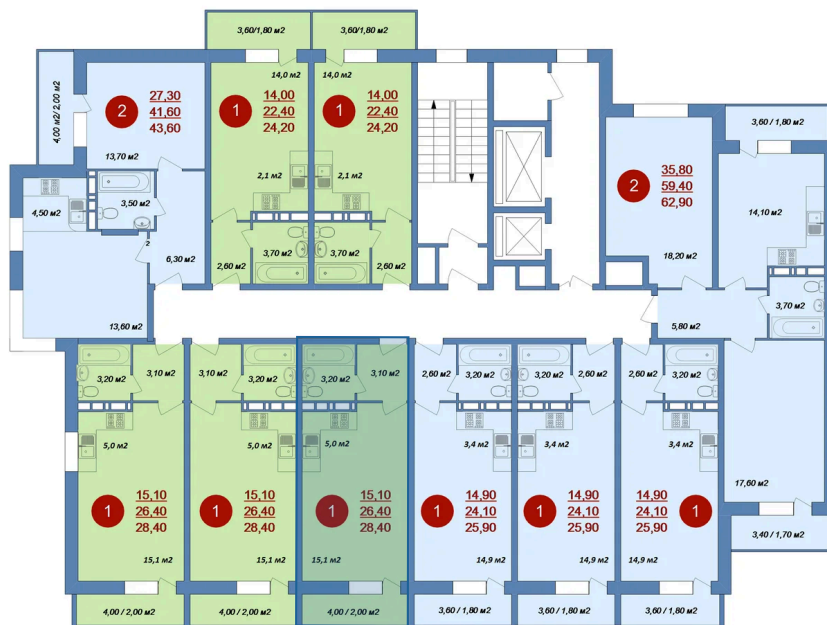 3,60/1,80 м2
3,60/1,80 м2
4,00 м2/ 2,00 м2
2
27,30
41,60
43,60
13,70 м2
14,0 м2
1
14,00
22,40
24,20
2,1 м2
14,0 м2
1
14,00
22,40
24,20
2,1 м2
3,60 / 1,80 м2
2
35,80
59,40
62,90
18,20 м2
14,10 м2
4,50 м2
3,50 м2
2
6,30 м2
13,60 м2
2,60 м2
3,70 м2
3,70 м2
2,60 м2
5,80 м2
3,70 м2
17,60 м2
3,40 / 1,70 м2
3,20 м2
3,10 м2
5,0 м2
1
15,10
26,40
28,40
15,1 м2
4,00 / 2,00 м2
3,10 м2
3,20 м2
5,0 м2
1
15,10
26,40
28,40
15,1 м2
4,00 / 2,00 м2
3,20 м2
3,10 м2
5,0 м2
1
15,10
26,40
28,40
15,1 м2
4,00 / 2,00 м2
2,60 м2
3,20 м2
3,4 м2
1
14,90
24,10
25,90
14,9 м2
3,60 / 1,80 м2
3,20 м2
2,60 м2
3,4 м2
1
14,90
24,10
25,90
14,9 м2
3,60 / 1,80 м2
2,60 м2
3,20 м2
3,4 м2
14,90
24,10
25,90
1
14,9 м2
3,60 / 1,80 м2